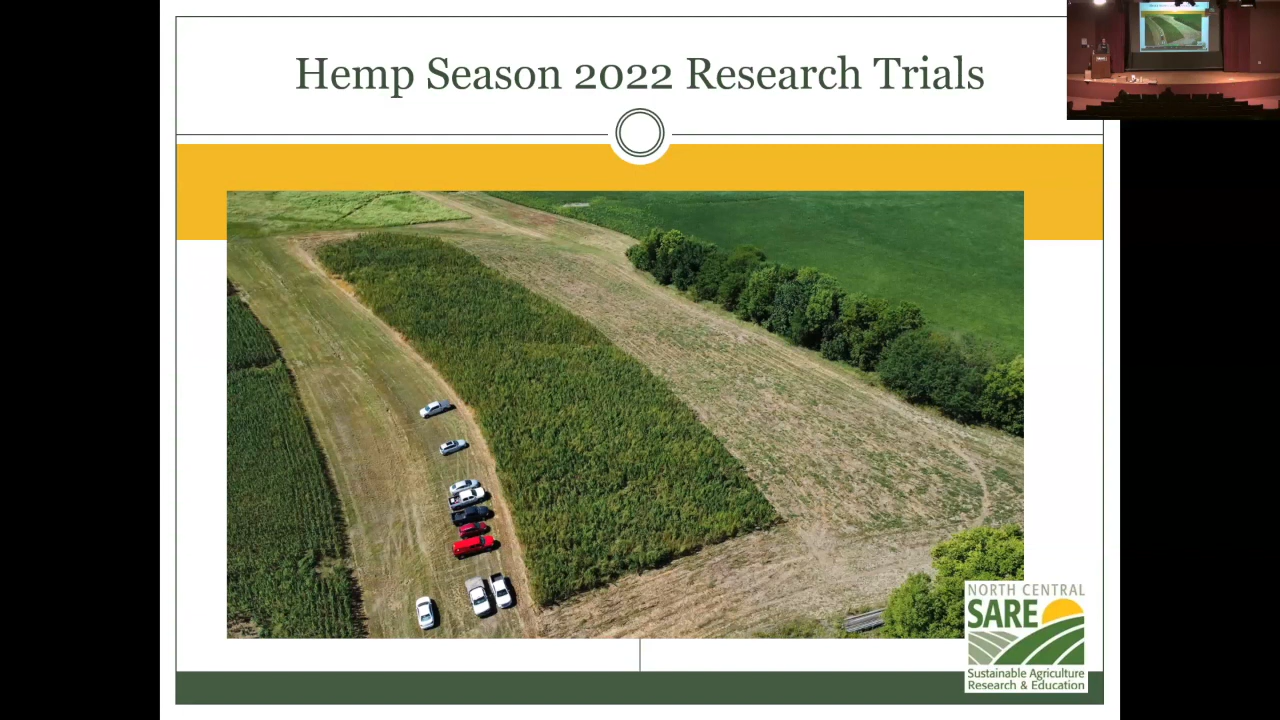 Hemp Season 2022 Research Trials
NORTH CENTRAL
SARE
Sustainable Agriculture
Research & Education